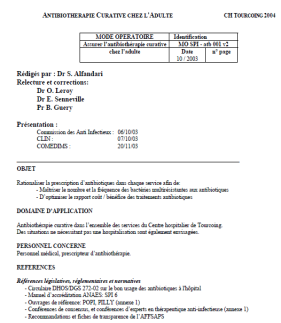 ANTIBIOTHERAPIE CURATIVE CHEZ L'ADULTE CH TOURCOING 2004
MODE OPERATOIRE Identification
Assurer l'antibiothérapie curative MO SPI - atb 001 v2
chez l'adulte Date n° page
10 / 2003
Rédigés par : Dr S. Alfandari
Relecture et corrections:
Dr O. Leroy
Dr E. Senneville
Pr B. Guery
Présentation :
Commission des Anti Infectieux : 06/10/03
CLIN : 07/10/03
COMEDIMS : 20/11/03
OBJET
Rationaliser la prescription d'antibiotiques dans chaque service afin de:
- Maîtriser le nombre et la fréquence des bactéries multirésistantes aux antibiotiques
- D'optimiser le rapport coût / bénéfice des traitements antibiotiques
DOMAINE D'APPLICATION
Antibiothérapie curative dans l'ensemble des services du Centre hospitalier de Tourcoing.
Des situations ne nécessitant pas une hospitalisation sont également envisagées.
PERSONNEL CONCERNE
Personnel médical, prescripteur d'antibiothérapie.
REFERENCES
Références législatives, réglementaires et normatives
- Circulaire DHOS/DGS 272-02 sur le bon usage des antibiotiques à l'hôpital
- Manuel d'accréditation ANAES: SPI 6
- Ouvrages de référence: POPI, PILLY (annexe 1)
- Conférences de consensus, et conférences d'experts en thérapeutique anti-infectieuse (annexe 1)
- Recommandations et fiches de transparence de l'AFFSAPS